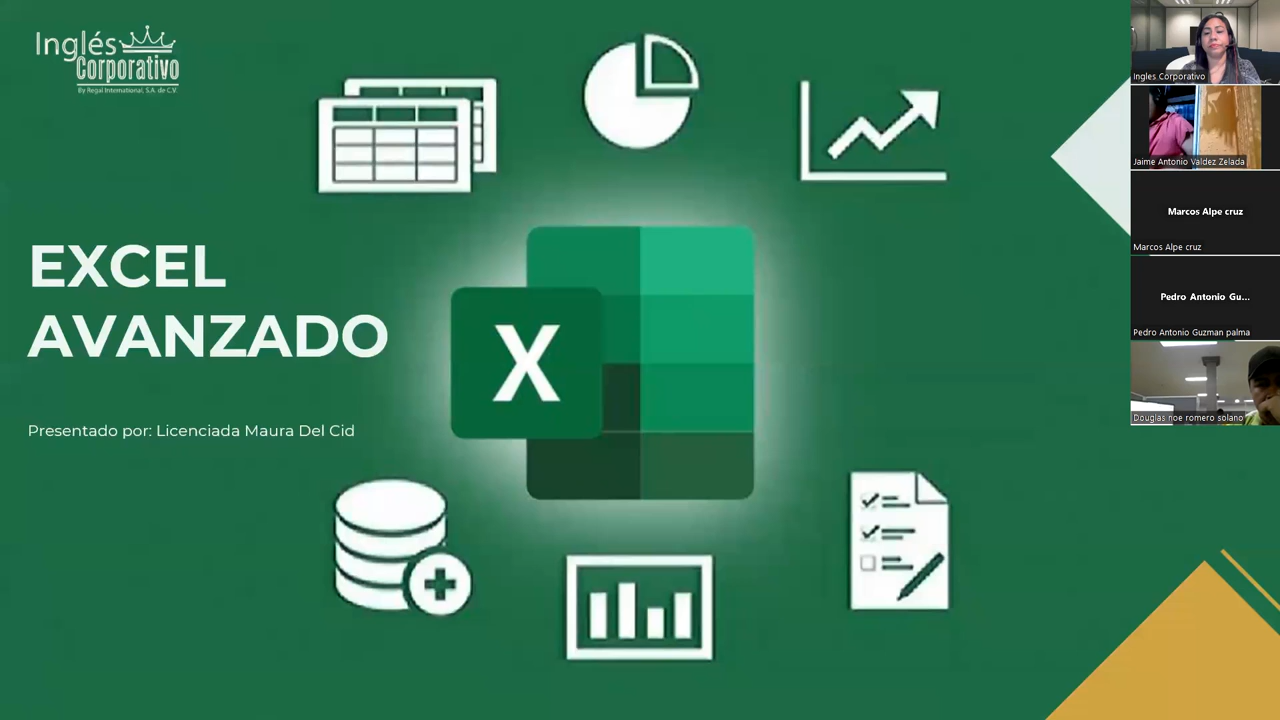 Inglés
Corporativo
By Regal International, S.A. de C.V.
EXCEL
AVANZADO
Presentado por: Licenciada Maura Del Cid
X
Ingles Corporativo
Jaime Antonio Valdez Zelada
Marcos Alpe cruz
Marcos Alpe cruz
Pedro Antonio Gu...
Pedro Antonio Guzman palma
Douglas noe romero solano